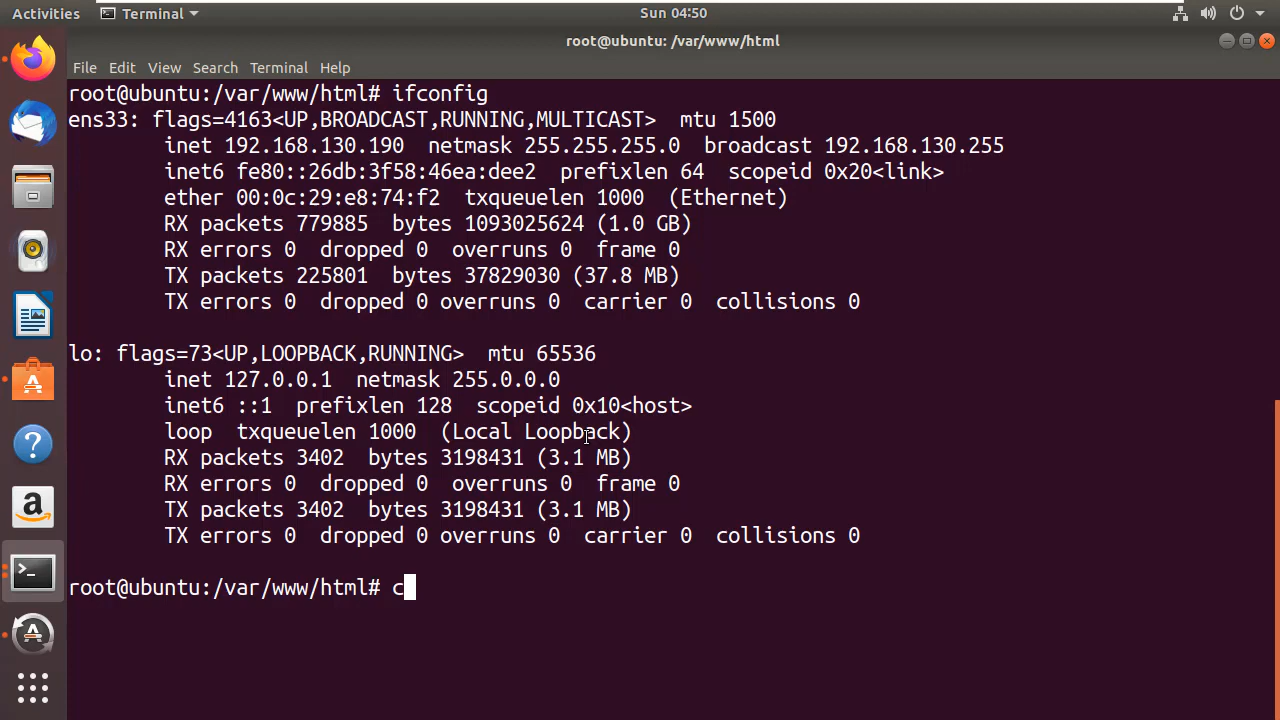 Activities Terminal Sun 04:50
root@ubuntu: /var/www/html
File Edit View Search Terminal Help
root@ubuntu:/var/www/html# ifconfig
ens33: flags=4163<UP,BROADCAST,RUNNING,MULTICAST>  mtu 1500
        inet 192.168.130.190  netmask 255.255.255.0  broadcast 192.168.130.255
        inet6 fe80::26db:3f58:46ea:dee2  prefixlen 64  scopeid 0x20<link>
        ether 00:0c:29:e8:74:f2  txqueuelen 1000  (Ethernet)
        RX packets 779885  bytes 1093025624 (1.0 GB)
        RX errors 0  dropped 0  overruns 0  frame 0
        TX packets 225801  bytes 37829030 (37.8 MB)
        TX errors 0  dropped 0 overruns 0  carrier 0  collisions 0
lo: flags=73<UP,LOOPBACK,RUNNING>  mtu 65536
        inet 127.0.0.1  netmask 255.0.0.0
        inet6 ::1  prefixlen 128  scopeid 0x10<host>
        loop  txqueuelen 1000  (Local Loopback)
        RX packets 3402  bytes 3198431 (3.1 MB)
        RX errors 0  dropped 0  overruns 0  frame 0
        TX packets 3402  bytes 3198431 (3.1 MB)
        TX errors 0  dropped 0 overruns 0  carrier 0  collisions 0
root@ubuntu:/var/www/html# c